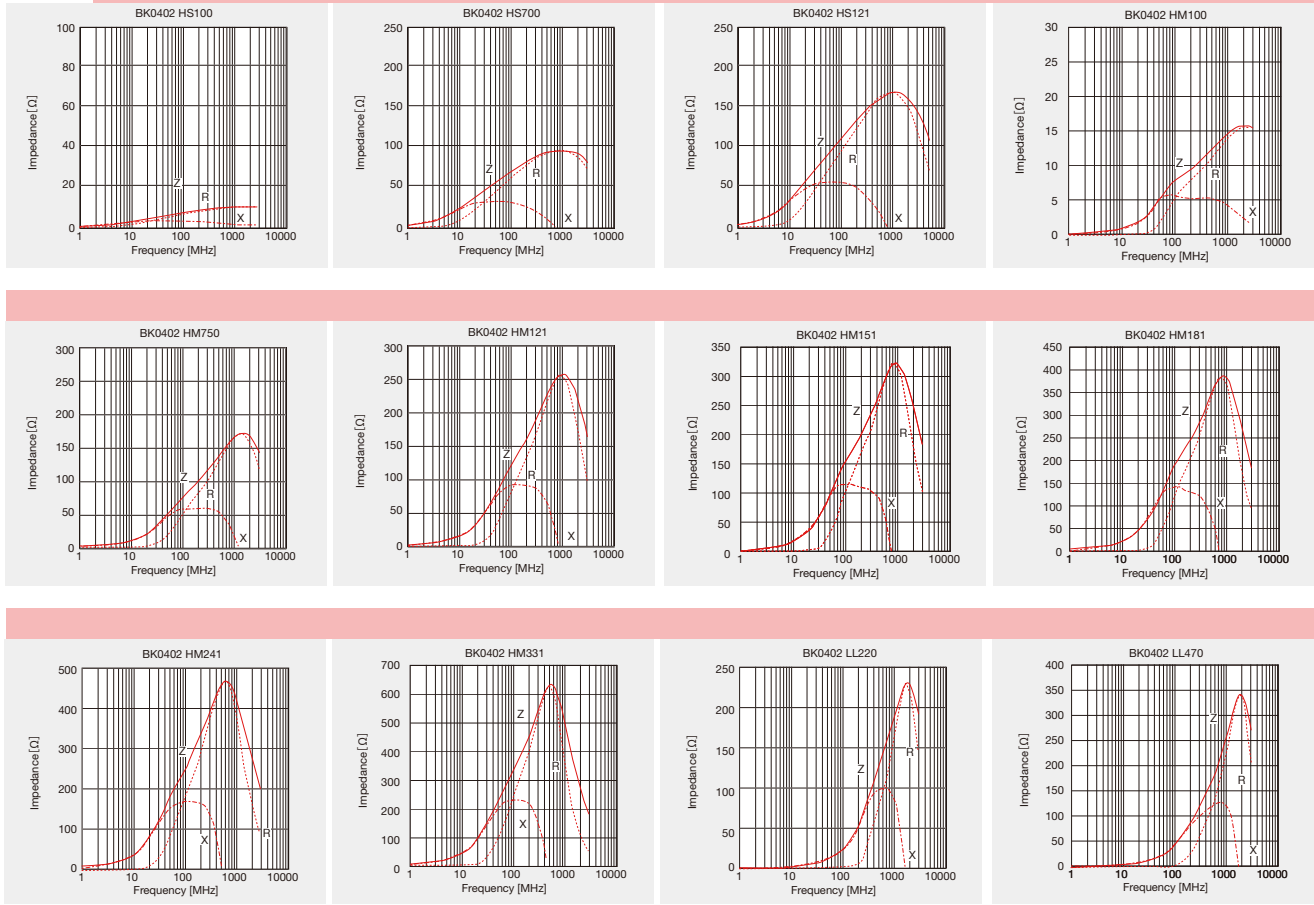 BK0402 HS100
100
80
60
40
20
0
Impedance[Ω]
Z
R
X
1 10 100 1000 10000
Frequency [MHz]
BK0402 HS700
250
200
150
100
50
0
Impedance[Ω]
Z
R
X
1 10 100 1000 10000
Frequency [MHz]
BK0402 HS121
250
200
150
100
50
0
Impedance[Ω]
Z
R
X
1 10 100 1000 10000
Frequency [MHz]
BK0402 HM100
30
25
20
15
10
5
0
Impedance[Ω]
Z
R
X
1 10 100 1000 10000
Frequency [MHz]
BK0402 HM750
300
250
200
150
100
50
0
Impedance[Ω]
Z
R
X
1 10 100 1000 10000
Frequency [MHz]
BK0402 HM121
300
250
200
150
100
50
0
Impedance[Ω]
Z
R
X
1 10 100 1000 10000
Frequency [MHz]
BK0402 HM151
350
300
250
200
150
100
50
0
Impedance[Ω]
Z
R
X
1 10 100 1000 10000
Frequency [MHz]
BK0402 HM181
450
400
350
300
250
200
150
100
50
0
Impedance[Ω]
Z
R
X
1 10 100 1000 10000
Frequency [MHz]
BK0402 HM241
500
400
300
200
100
0
Impedance[Ω]
Z
X
R
1 10 100 1000 10000
Frequency [MHz]
BK0402 HM331
700
600
500
400
300
200
100
0
Impedance[Ω]
Z
R
X
1 10 100 1000 10000
Frequency [MHz]
BK0402 LL220
250
200
150
100
50
0
Impedance[Ω]
Z
R
X
1 10 100 1000 10000
Frequency [MHz]
BK0402 LL470
400
350
300
250
200
150
100
50
0
Impedance[Ω]
Z
R
X
1 10 100 1000 10000
Frequency [MHz]